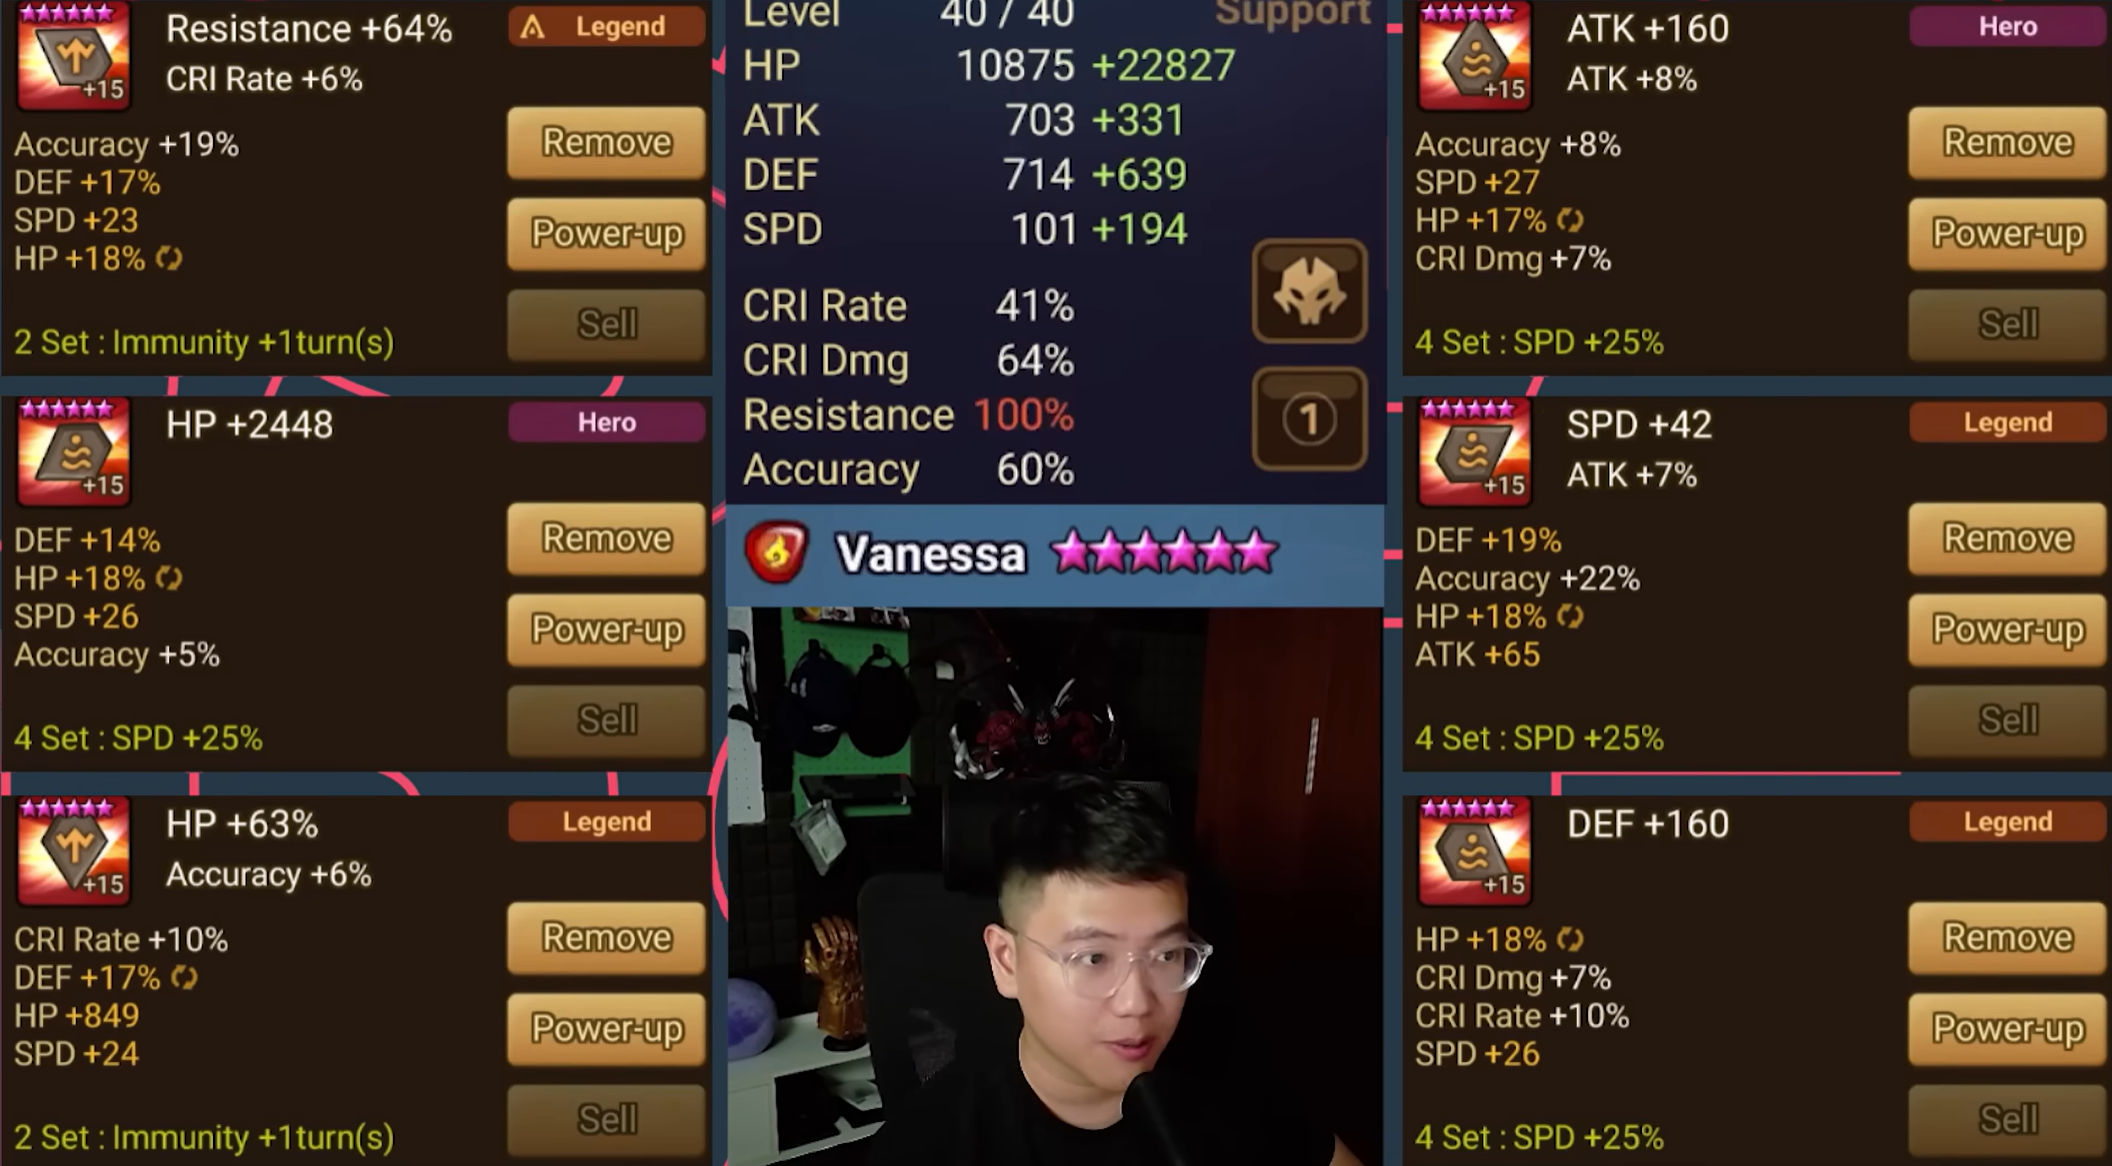 Resistance +64%
CRI Rate +6%
Legend
+15
Accuracy +19%
DEF +17%
SPD +23
HP +18%
2 Set : Immunity +1turn(s)
Remove
Power-up
Sell
HP +2448
Hero
+15
DEF +14%
HP +18%
SPD +26
Accuracy +5%
4 Set : SPD +25%
Remove
Power-up
Sell
HP +63%
Accuracy +6%
Legend
+15
CRI Rate +10%
DEF +17%
HP +849
SPD +24
2 Set : Immunity +1turn(s)
Remove
Power-up
Sell
Level 40 / 40 Support
HP 10875 +22827
ATK 703 +331
DEF 714 +639
SPD 101 +194
CRI Rate 41%
CRI Dmg 64%
Resistance 100%
Accuracy 60%
1
Vanessa
ATK +160
ATK +8%
Hero
+15
Accuracy +8%
SPD +27
HP +17%
CRI Dmg +7%
4 Set : SPD +25%
Remove
Power-up
Sell
SPD +42
ATK +7%
Legend
+15
DEF +19%
Accuracy +22%
HP +18%
ATK +65
4 Set : SPD +25%
Remove
Power-up
Sell
DEF +160
Legend
+15
HP +18%
CRI Dmg +7%
CRI Rate +10%
SPD +26
4 Set : SPD +25%
Remove
Power-up
Sell